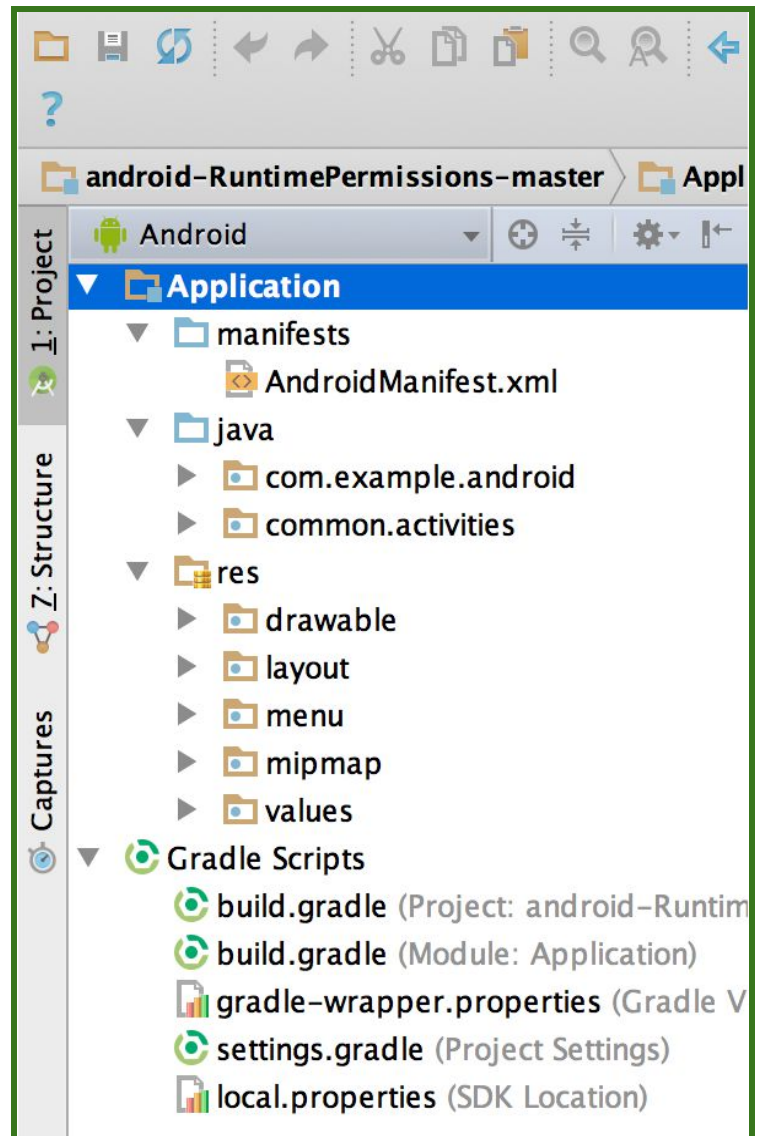 ?
android-RuntimePermissions-master Appl
Android
1: Project
Z: Structure
Captures
Application
manifests
AndroidManifest.xml
java
com.example.android
common.activities
res
drawable
layout
menu
mipmap
values
Gradle Scripts
build.gradle (Project: android-Runtim
build.gradle (Module: Application)
gradle-wrapper.properties (Gradle V
settings.gradle (Project Settings)
local.properties (SDK Location)